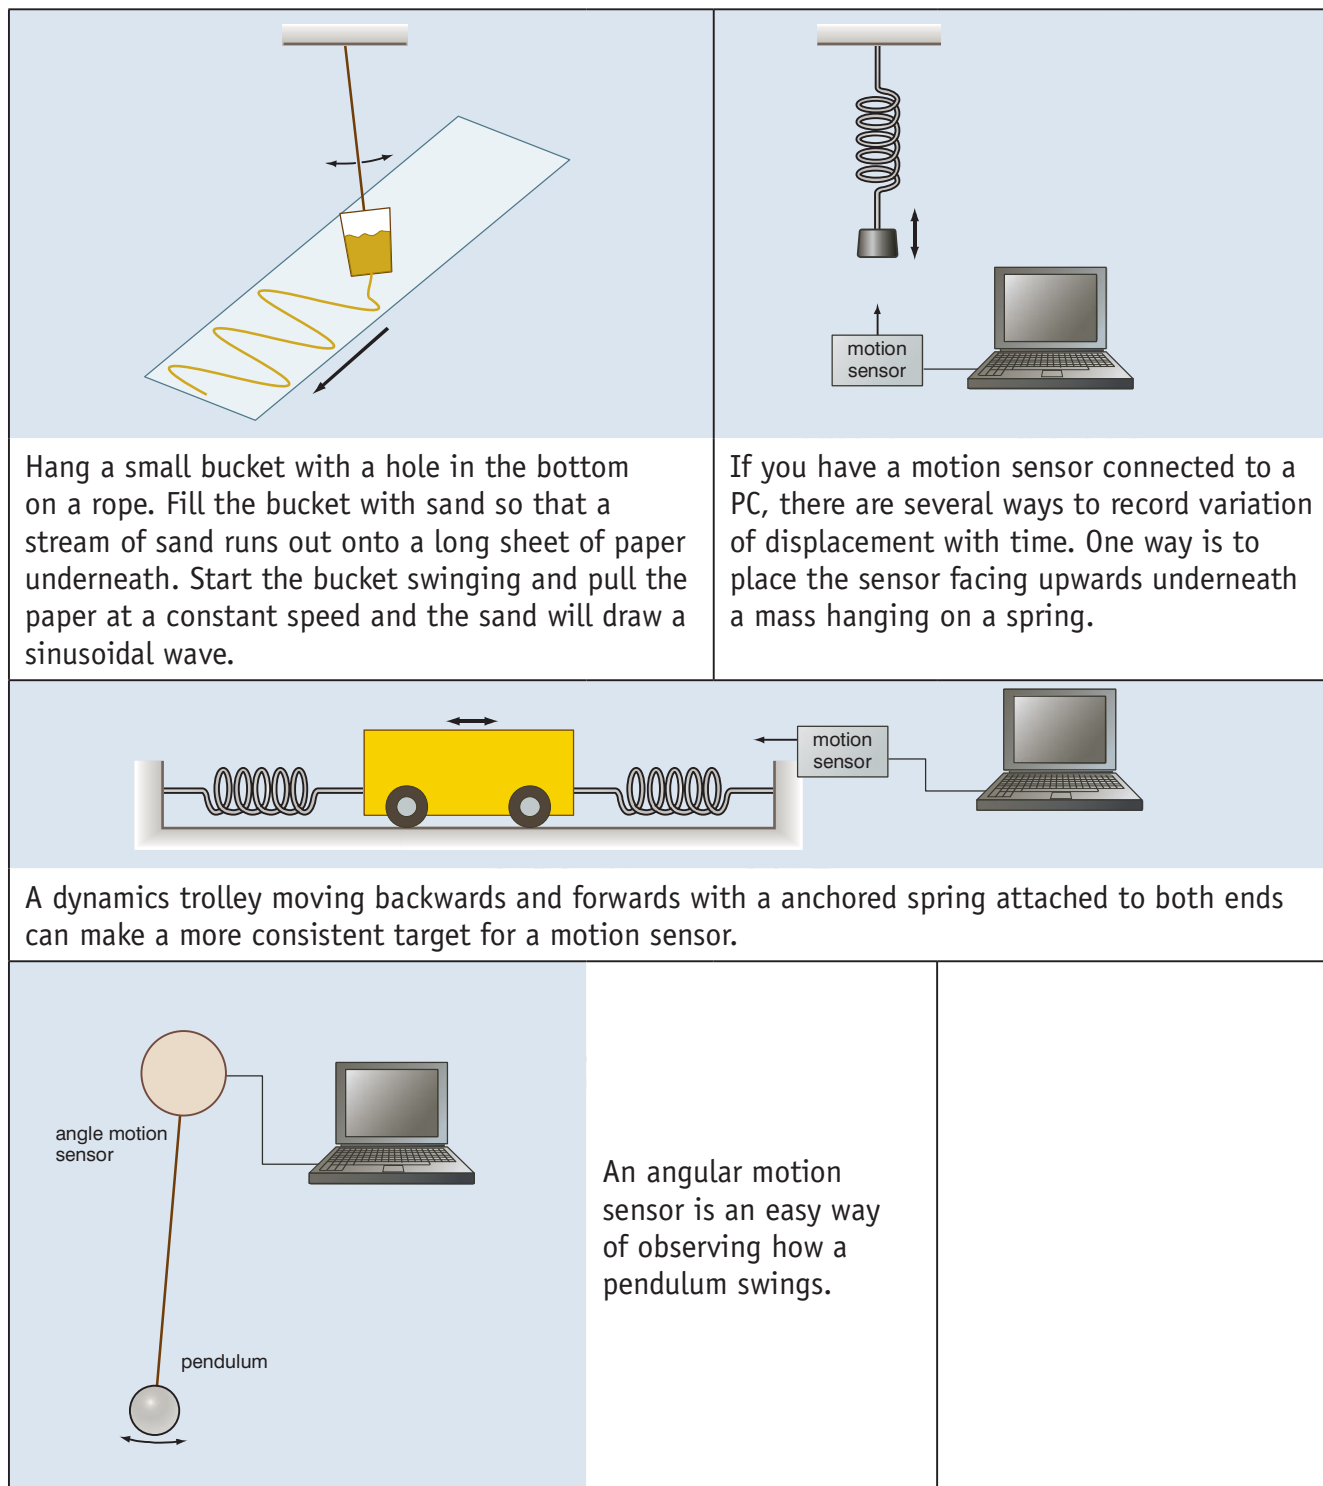 motion
sensor
Hang a small bucket with a hole in the bottom
on a rope. Fill the bucket with sand so that a
stream of sand runs out onto a long sheet of paper
underneath. Start the bucket swinging and pull the
paper at a constant speed and the sand will draw a
sinusoidal wave.
If you have a motion sensor connected to a
PC, there are several ways to record variation
of displacement with time. One way is to
place the sensor facing upwards underneath
a mass hanging on a spring.
motion
sensor
A dynamics trolley moving backwards and forwards with a anchored spring attached to both ends
can make a more consistent target for a motion sensor.
angle motion
sensor
pendulum
An angular motion
sensor is an easy way
of observing how a
pendulum swings.